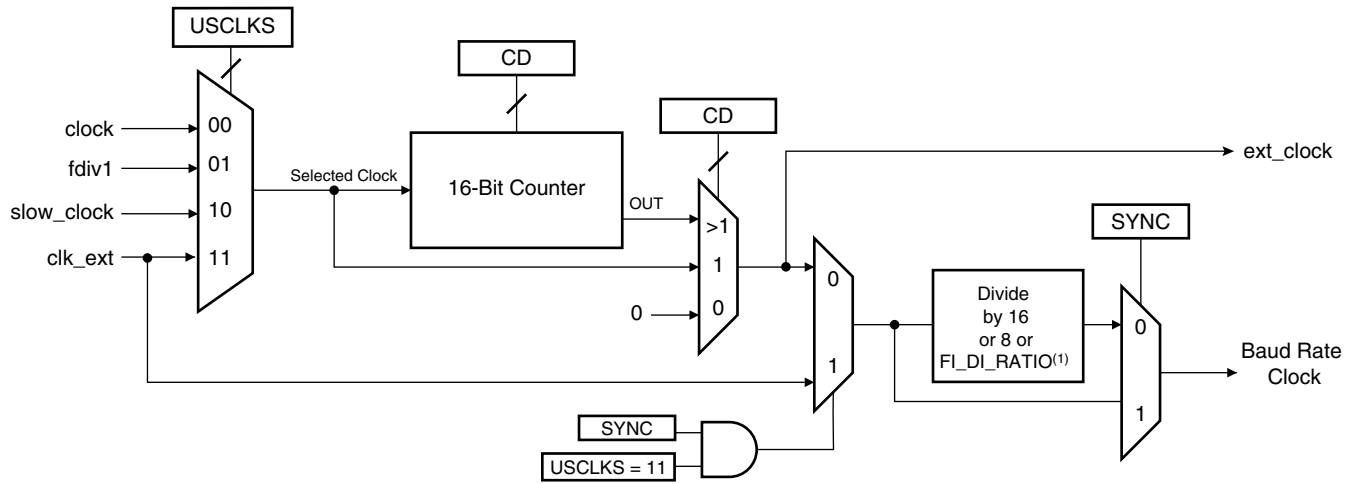 USCLKS
CD
CD
clock
00
ext_clock
fdiv1
01
Selected Clock
16-Bit Counter
slow_clock
10
OUT
>1
SYNC
clk_ext
11
1
0
0
0
Divide
by 16
or 8 or
FI_DI_RATIO(1)
0
1
Baud Rate
Clock
1
SYNC
USCLKS = 11